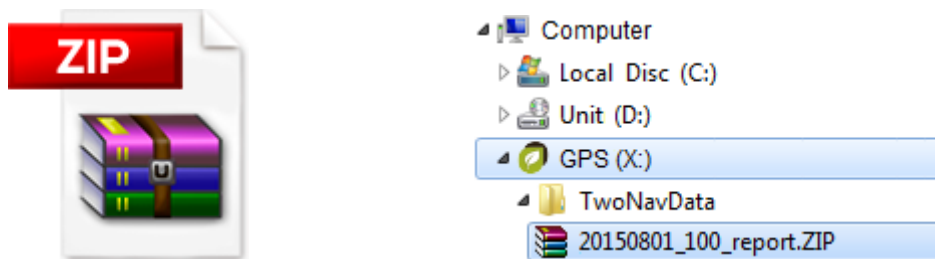 ZIP
Computer
Local Disc (C:)
Unit (D:)
GPS (X:)
TwoNavData
20150801_100_report.ZIP